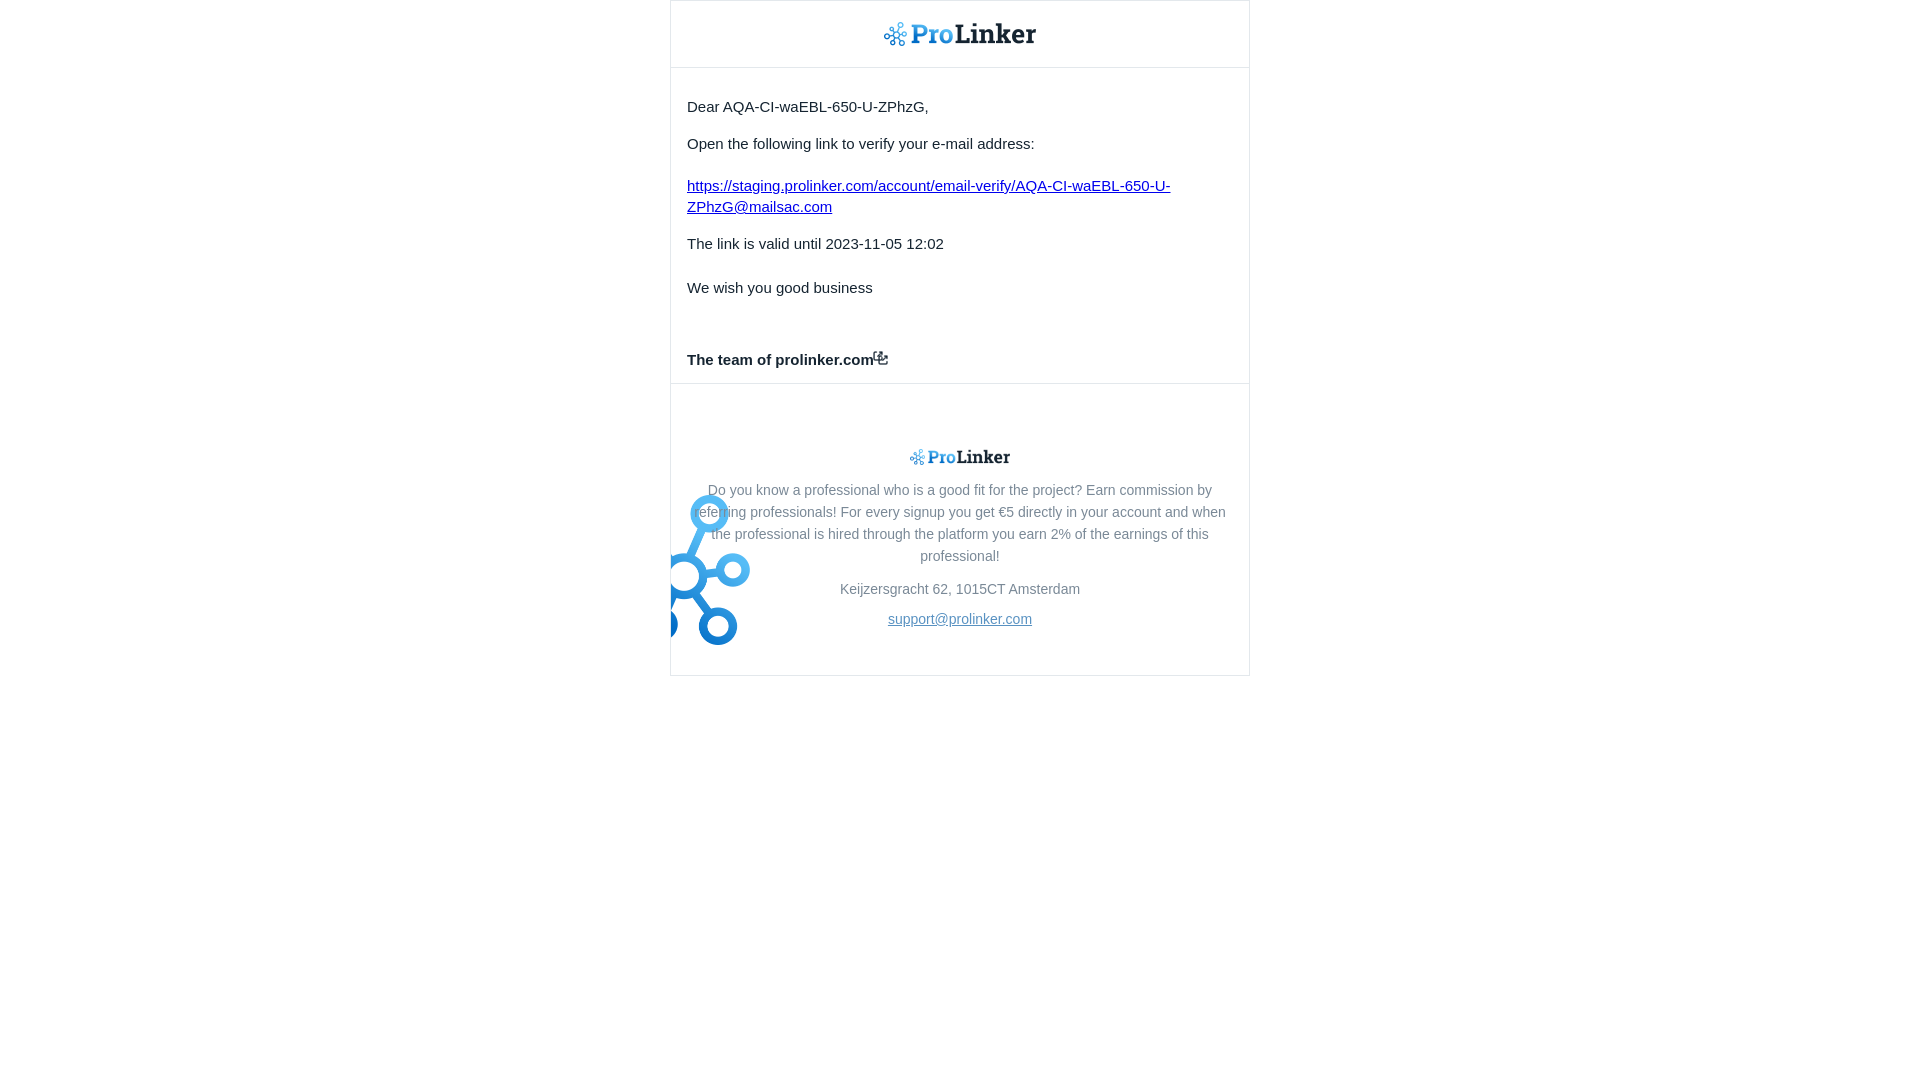 ProLinker
Dear AQA-CI-waEBL-650-U-ZPhzG,
Open the following link to verify your e-mail address:
https://staging.prolinker.com/account/email-verify/AQA-CI-waEBL-650-U-
ZPhzG@mailsac.com
The link is valid until 2023-11-05 12:02
We wish you good business
The team of prolinker.com
ProLinker
Do you know a professional who is a good fit for the project? Earn commission by
referring professionals! For every signup you get €5 directly in your account and when
the professional is hired through the platform you earn 2% of the earnings of this
professional!
Keijzersgracht 62, 1015CT Amsterdam
support@prolinker.com